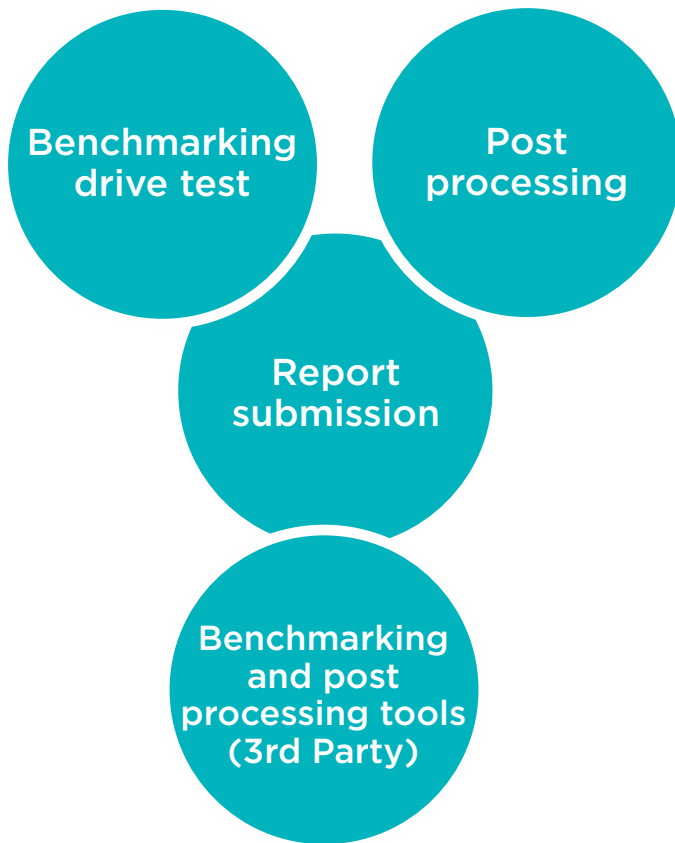 Benchmarking
drive test
Post
processing
Report
submission
Benchmarking
and post
processing tools
(3rd Party)